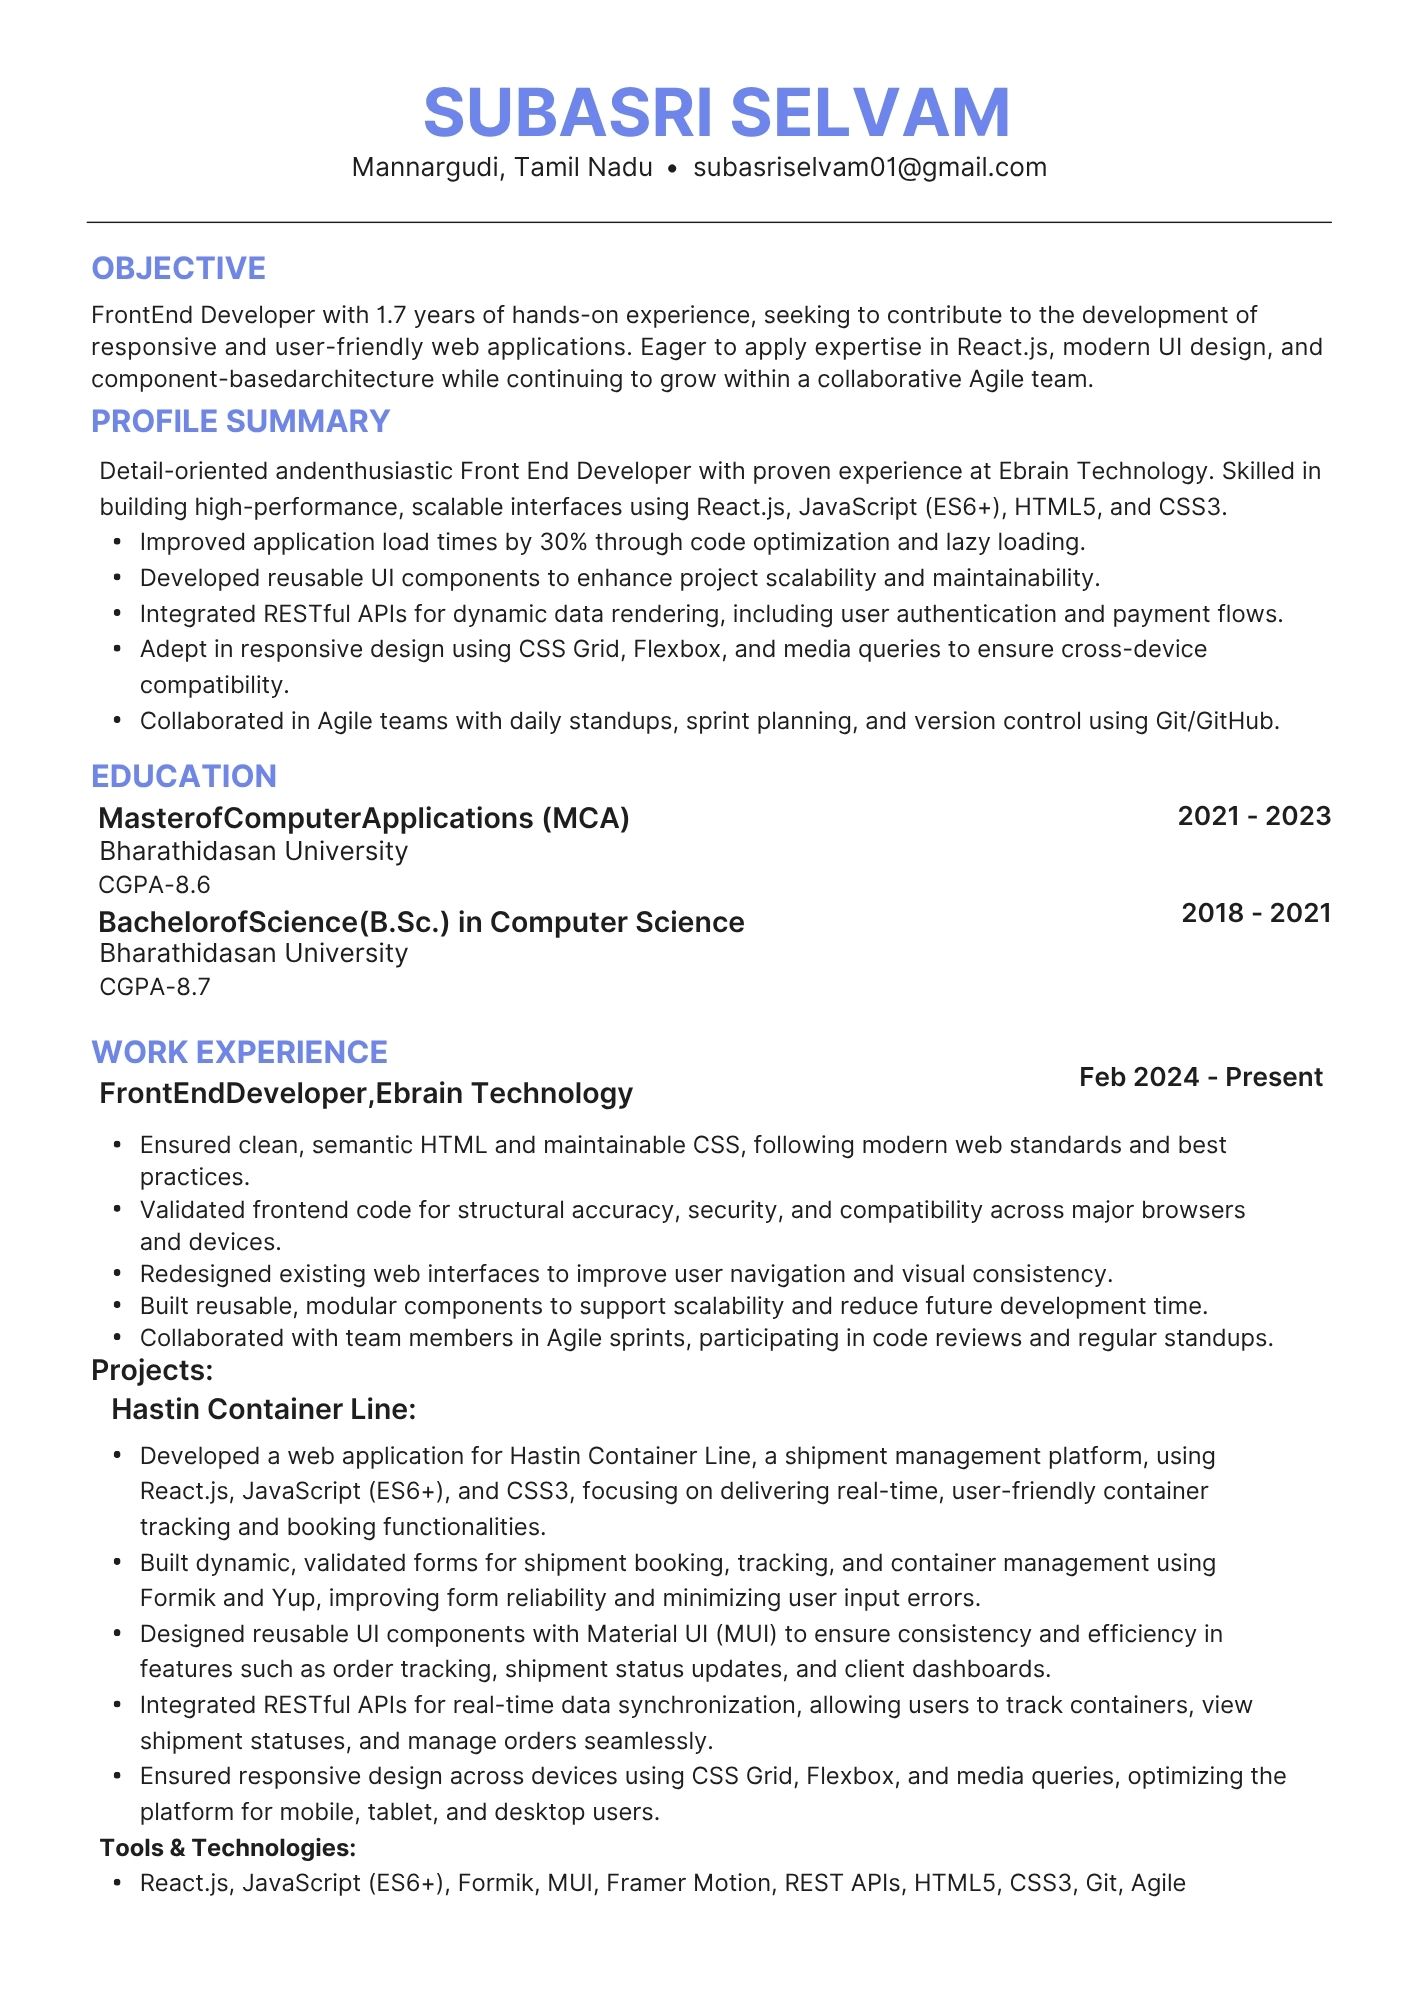 SUBASRI SELVAM
Mannargudi, Tamil Nadu • subasriselvam01@gmail.com
OBJECTIVE
FrontEnd Developer with 1.7 years of hands-on experience, seeking to contribute to the development of
responsive and user-friendly web applications. Eager to apply expertise in React.js, modern UI design, and
component-basedarchitecture while continuing to grow within a collaborative Agile team.
PROFILE SUMMARY
Detail-oriented andenthusiastic Front End Developer with proven experience at Ebrain Technology. Skilled in
building high-performance, scalable interfaces using React.js, JavaScript (ES6+), HTML5, and CSS3.
• Improved application load times by 30% through code optimization and lazy loading.
• Developed reusable UI components to enhance project scalability and maintainability.
• Integrated RESTful APIs for dynamic data rendering, including user authentication and payment flows.
• Adept in responsive design using CSS Grid, Flexbox, and media queries to ensure cross-device
compatibility.
• Collaborated in Agile teams with daily standups, sprint planning, and version control using Git/GitHub.
EDUCATION
MasterofComputerApplications (MCA) 2021 - 2023
Bharathidasan University
CGPA-8.6
BachelorofScience(B.Sc.) in Computer Science 2018 - 2021
Bharathidasan University
CGPA-8.7
WORK EXPERIENCE
FrontEndDeveloper,Ebrain Technology Feb 2024 - Present
• Ensured clean, semantic HTML and maintainable CSS, following modern web standards and best
practices.
• Validated frontend code for structural accuracy, security, and compatibility across major browsers
and devices.
• Redesigned existing web interfaces to improve user navigation and visual consistency.
• Built reusable, modular components to support scalability and reduce future development time.
• Collaborated with team members in Agile sprints, participating in code reviews and regular standups.
Projects:
Hastin Container Line:
• Developed a web application for Hastin Container Line, a shipment management platform, using
React.js, JavaScript (ES6+), and CSS3, focusing on delivering real-time, user-friendly container
tracking and booking functionalities.
• Built dynamic, validated forms for shipment booking, tracking, and container management using
Formik and Yup, improving form reliability and minimizing user input errors.
• Designed reusable UI components with Material UI (MUI) to ensure consistency and efficiency in
features such as order tracking, shipment status updates, and client dashboards.
• Integrated RESTful APIs for real-time data synchronization, allowing users to track containers, view
shipment statuses, and manage orders seamlessly.
• Ensured responsive design across devices using CSS Grid, Flexbox, and media queries, optimizing the
platform for mobile, tablet, and desktop users.
Tools & Technologies:
• React.js, JavaScript (ES6+), Formik, MUI, Framer Motion, REST APIs, HTML5, CSS3, Git, Agile